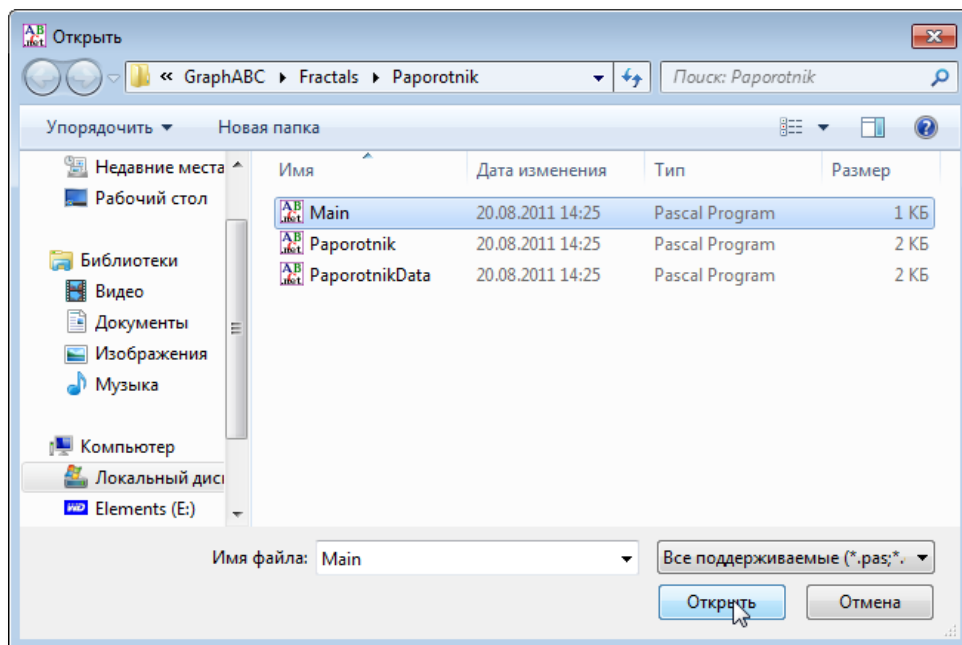 Открыть
« GraphABC ▸ Fractals ▸ Paporotnik
Поиск: Paporotnik
Упорядочить
Новая папка
Недавние места
Рабочий стол
Библиотеки
Видео
Документы
Изображения
Музыка
Компьютер
Локальный диск
Elements (E:)
Имя Дата изменения Тип Размер
Main 20.08.2011 14:25 Pascal Program 1 КБ
Paporotnik 20.08.2011 14:25 Pascal Program 2 КБ
PaporotnikData 20.08.2011 14:25 Pascal Program 2 КБ
Имя файла: Main
Все поддерживаемые (*.pas;*.
Открыть Отмена